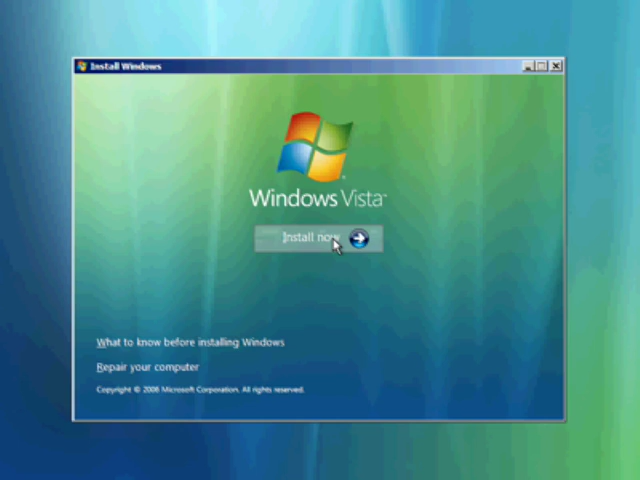 Install Windows
Windows Vista™
Install now
What to know before installing Windows
Repair your computer
Copyright © 2006 Microsoft Corporation. All rights reserved.